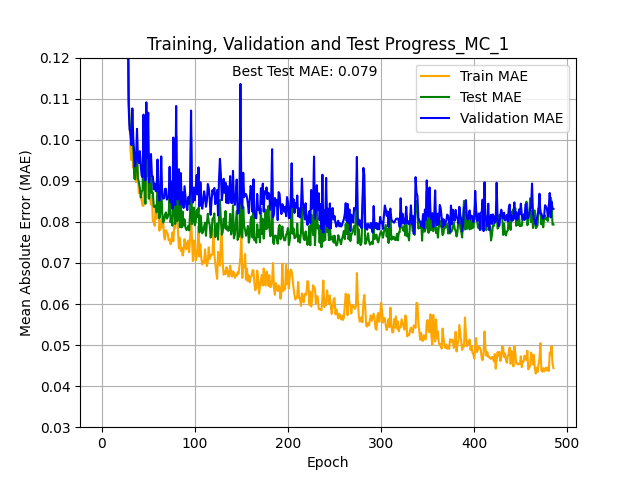 Training, Validation and Test Progress_MC_1
Best Test MAE: 0.079
Train MAE
Test MAE
Validation MAE
Mean Absolute Error (MAE)
0.12
0.11
0.10
0.09
0.08
0.07
0.06
0.05
0.04
0.03
0
100
200
300
400
500
Epoch